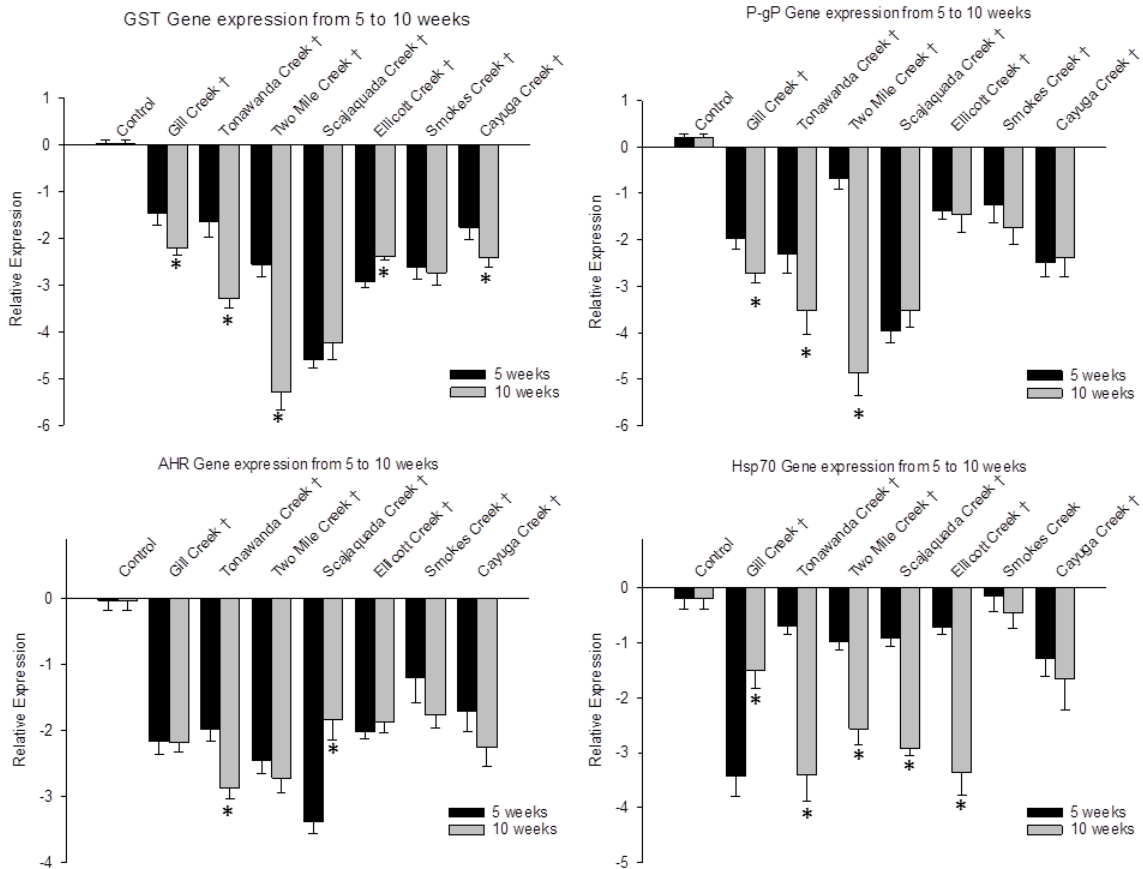 GST Gene expression from 5 to 10 weeks
Control
Gill Creek †
Tonawanda Creek †
Two Mile Creek †
Scajaquada Creek †
Ellicott Creek †
Smokes Creek †
Cayuga Creek †
1
0
-1
-2
-3
-4
-5
-6
Relative Expression
*
*
*
*
*
5 weeks
10 weeks
P-gP Gene expression from 5 to 10 weeks
Control
Gill Creek †
Tonawanda Creek †
Two Mile Creek †
Scajaquada Creek †
Ellicott Creek †
Smokes Creek †
Cayuga Creek †
1
0
-1
-2
-3
-4
-5
-6
Relative Expression
*
*
*
5 weeks
10 weeks
AHR Gene expression from 5 to 10 weeks
Control
Gill Creek †
Tonawanda Creek †
Two Mile Creek †
Scajaquada Creek †
Ellicott Creek †
Smokes Creek †
Cayuga Creek †
0
-1
-2
-3
-4
Relative Expression
*
*
5 weeks
10 weeks
Hsp70 Gene expression from 5 to 10 weeks
Control
Gill Creek †
Tonawanda Creek †
Two Mile Creek †
Scajaquada Creek †
Ellicott Creek †
Smokes Creek
Cayuga Creek †
0
-1
-2
-3
-4
-5
Relative Expression
*
*
*
*
*
5 weeks
10 weeks